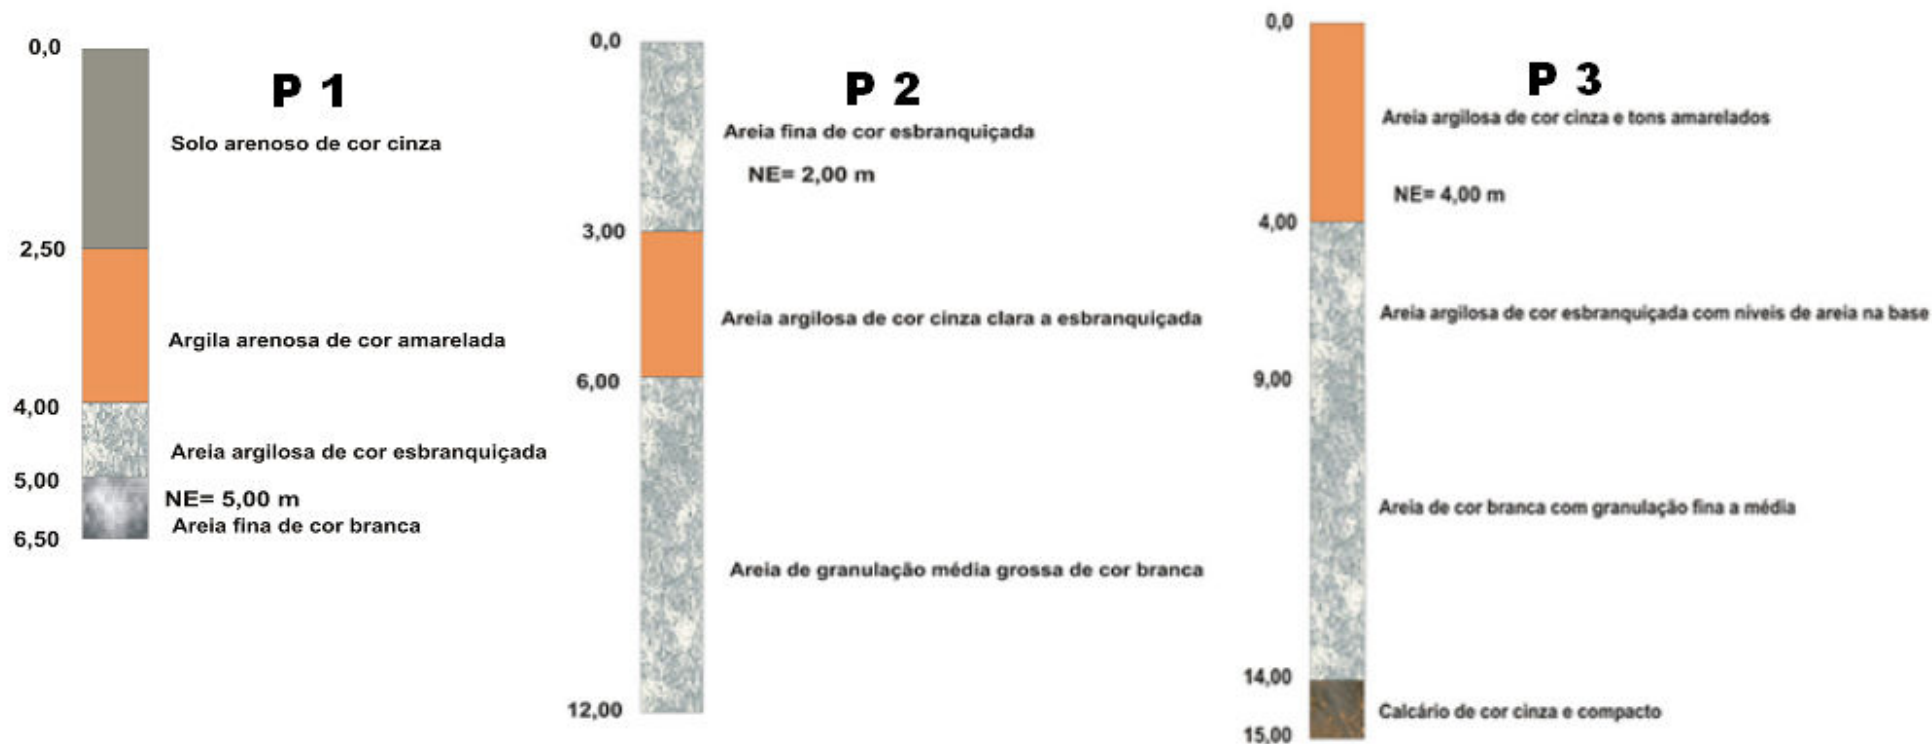 P 1
0,0
Solo arenoso de cor cinza
2,50
Argila arenosa de cor amarelada
4,00
Areia argilosa de cor esbranquiçada
5,00
NE= 5,00 m
Areia fina de cor branca
6,50
P 2
0,0
Areia fina de cor esbranquiçada
NE= 2,00 m
3,00
Areia argilosa de cor cinza clara a esbranquiçada
6,00
Areia de granulação média grossa de cor branca
12,00
P 3
0,0
Areia argilosa de cor cinza e tons amarelados
NE= 4,00 m
4,00
Areia argilosa de cor esbranquiçada com níveis de areia na base
9,00
Areia de cor branca com granulação fina a média
14,00
Calcário de cor cinza e compacto
15,00